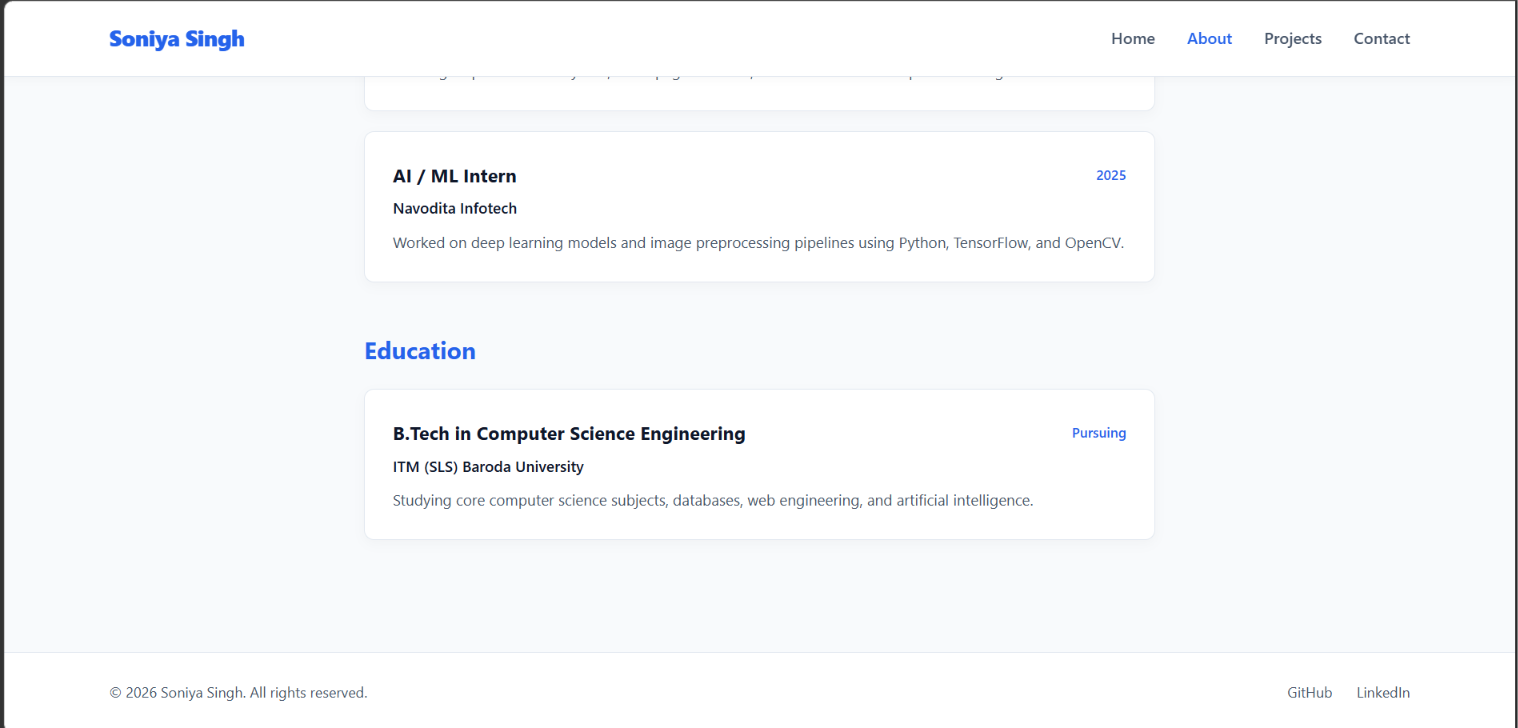 Soniya Singh
Home About Projects Contact
AI / ML Intern
2025
Navodita Infotech
Worked on deep learning models and image preprocessing pipelines using Python, TensorFlow, and OpenCV.
Education
B.Tech in Computer Science Engineering
Pursuing
ITM (SLS) Baroda University
Studying core computer science subjects, databases, web engineering, and artificial intelligence.
© 2026 Soniya Singh. All rights reserved.
GitHub LinkedIn